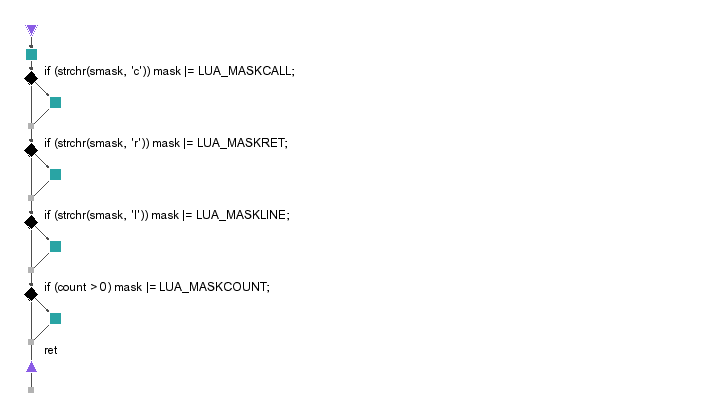 if (strchr(smask, 'c')) mask |= LUA_MASKCALL;
if (strchr(smask, 'r')) mask |= LUA_MASKRET;
if (strchr(smask, 'l')) mask |= LUA_MASKLINE;
if (count > 0) mask |= LUA_MASKCOUNT;
ret